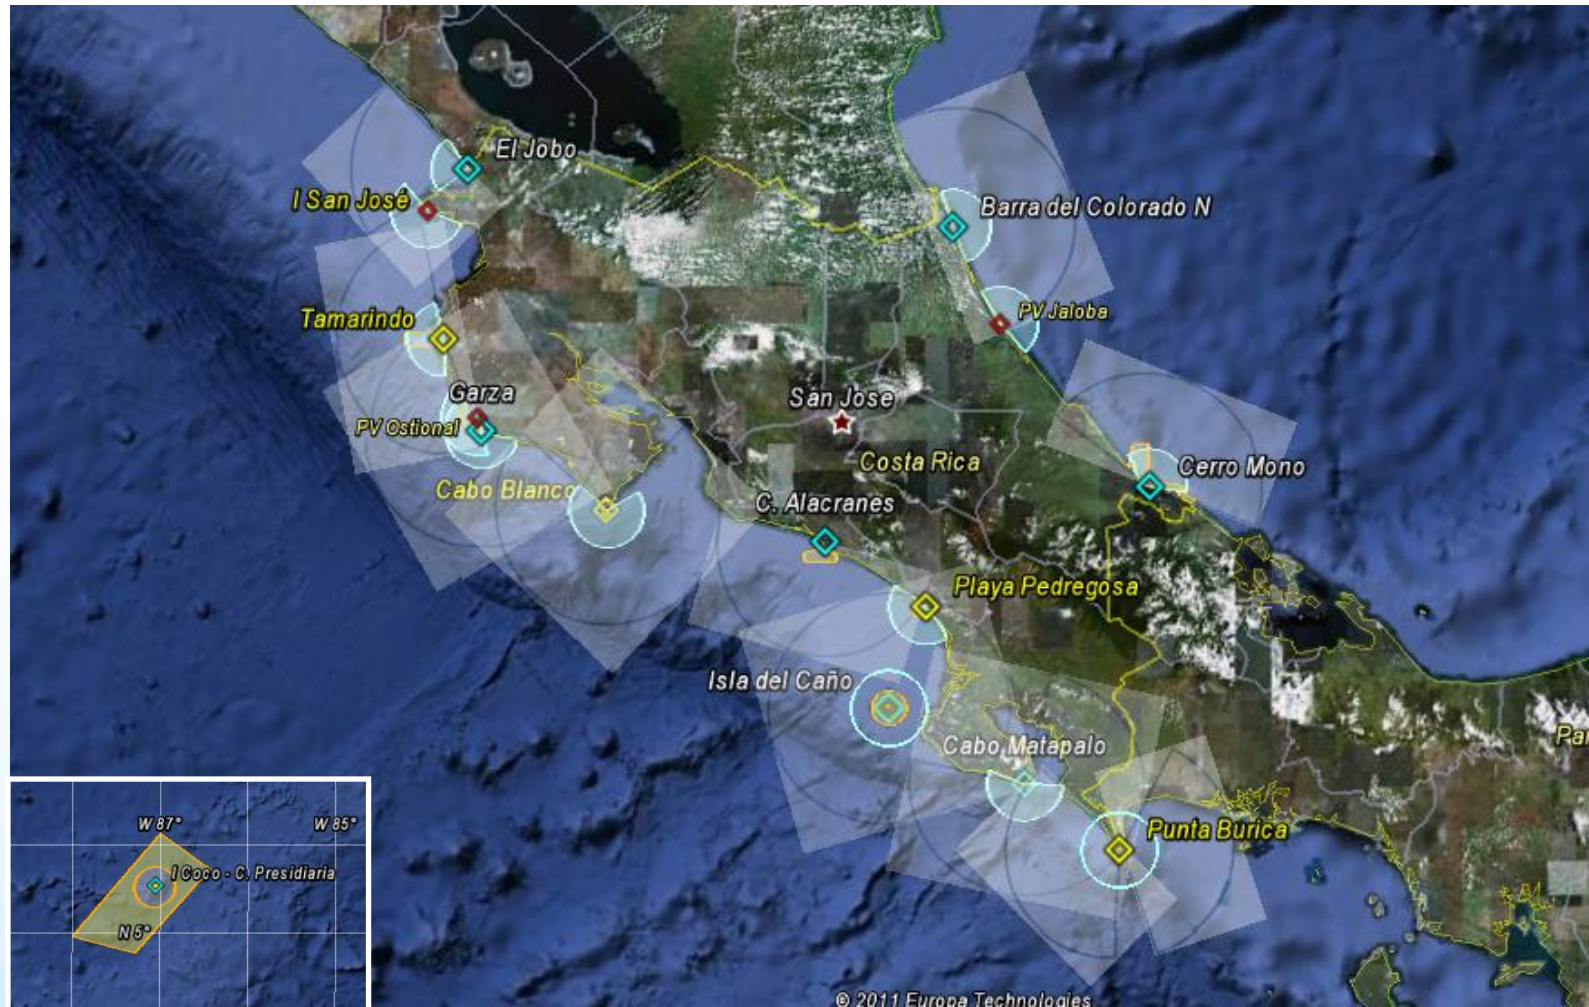 El Jobo
I San José
Barra del Colorado N
Tamarindo
PV Jaloba
Garza
San Jose
PV Ostional
Costa Rica
Cerro Mono
Cabo Blanco
C. Alacranes
Playa Pedregosa
Isla del Caño
Cabo Matapalo
Punta Burica
W 87°
W 85°
I Coco - C. Presidiaria
N 5°
© 2011 Europa Technologies